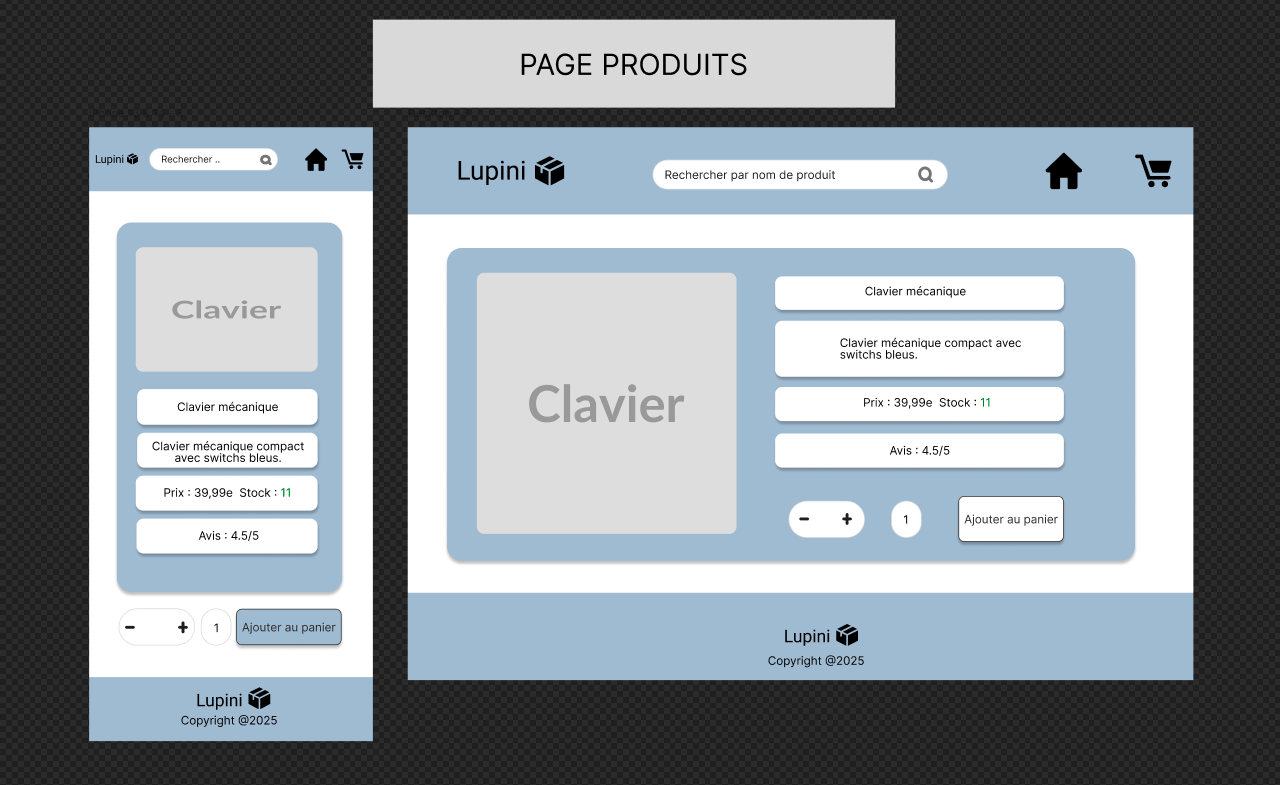 PAGE PRODUITS
Lupini
Rechercher ..
Clavier
Clavier mécanique
Clavier mécanique compact
avec switchs bleus.
Prix : 39,99e Stock : 11
Avis : 4.5/5
1
Ajouter au panier
Lupini
Copyright @2025
Lupini
Rechercher par nom de produit
Clavier
Clavier mécanique
Clavier mécanique compact avec
switchs bleus.
Prix : 39,99e Stock : 11
Avis : 4.5/5
1
Ajouter au panier
Lupini
Copyright @2025